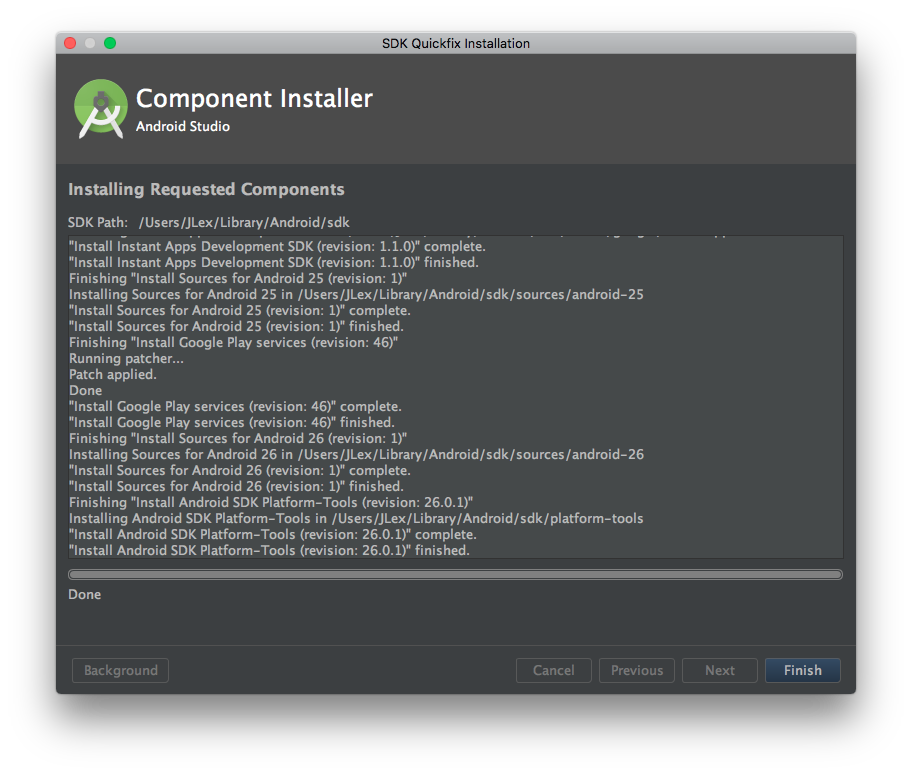 SDK Quickfix Installation
Component Installer
Android Studio
Installing Requested Components
SDK Path: /Users/JLex/Library/Android/sdk
"Install Instant Apps Development SDK (revision: 1.1.0)" complete.
"Install Instant Apps Development SDK (revision: 1.1.0)" finished.
Finishing "Install Sources for Android 25 (revision: 1)"
Installing Sources for Android 25 in /Users/JLex/Library/Android/sdk/sources/android-25
"Install Sources for Android 25 (revision: 1)" complete.
"Install Sources for Android 25 (revision: 1)" finished.
Finishing "Install Google Play services (revision: 46)"
Running patcher...
Patch applied.
Done
"Install Google Play services (revision: 46)" complete.
"Install Google Play services (revision: 46)" finished.
Finishing "Install Sources for Android 26 (revision: 1)"
Installing Sources for Android 26 in /Users/JLex/Library/Android/sdk/sources/android-26
"Install Sources for Android 26 (revision: 1)" complete.
"Install Sources for Android 26 (revision: 1)" finished.
Finishing "Install Android SDK Platform-Tools (revision: 26.0.1)"
Installing Android SDK Platform-Tools in /Users/JLex/Library/Android/sdk/platform-tools
"Install Android SDK Platform-Tools (revision: 26.0.1)" complete.
"Install Android SDK Platform-Tools (revision: 26.0.1)" finished.
Done
Background Cancel Previous Next Finish